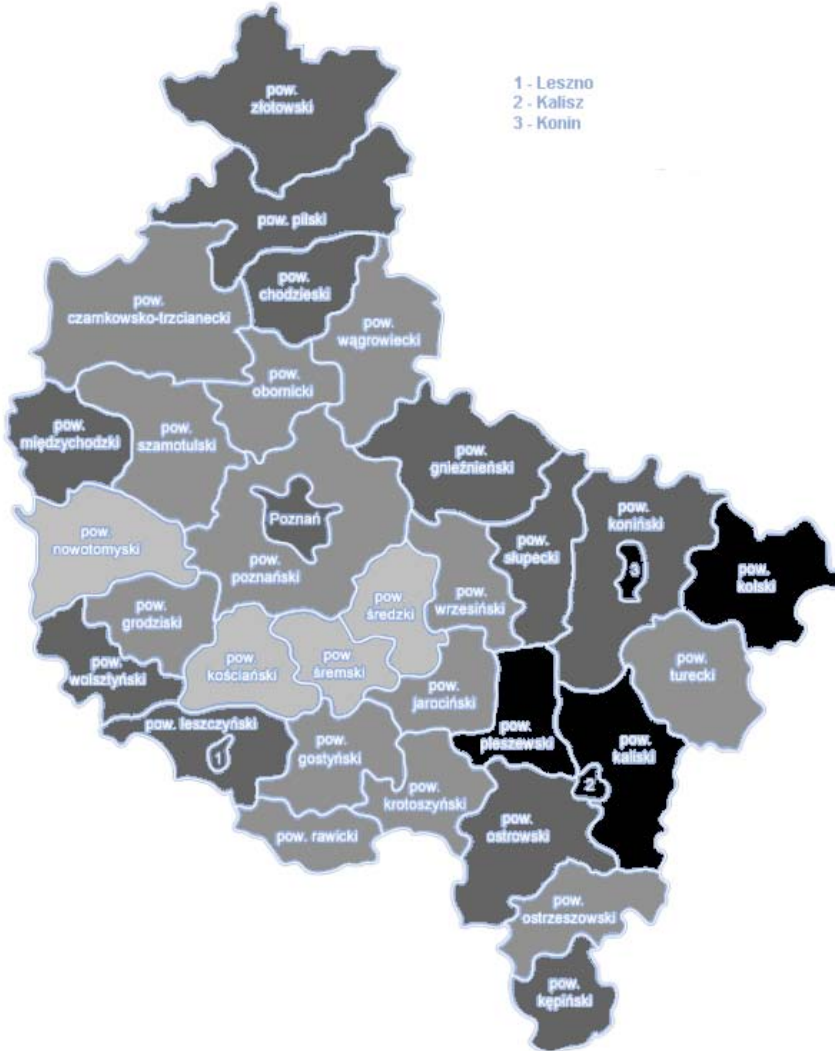 1 - Leszno
2 - Kalisz
3 - Konin
pow.
złotowski
pow. pilski
pow.
chodzieski
pow.
czarnkowsko-trzcianecki
pow.
wągrowiecki
pow.
obornicki
pow.
międzychodzki
pow.
szamotulski
pow.
gnieźnieński
Poznań
pow.
koniński
3
pow.
nowotomyski
pow.
słupecki
pow.
kolski
pow.
poznański
pow.
średzki
pow.
wrzesiński
pow.
grodziski
pow.
wolsztyński
pow.
kościański
pow.
śremski
pow.
turecki
pow.
jarociński
pow. leszczyński
1
pow.
gostyński
pow.
pleszewski
pow.
kaliski
2
pow.
krotoszyński
pow. rawicki
pow.
ostrowski
pow.
ostrzeszowski
pow.
kępiński